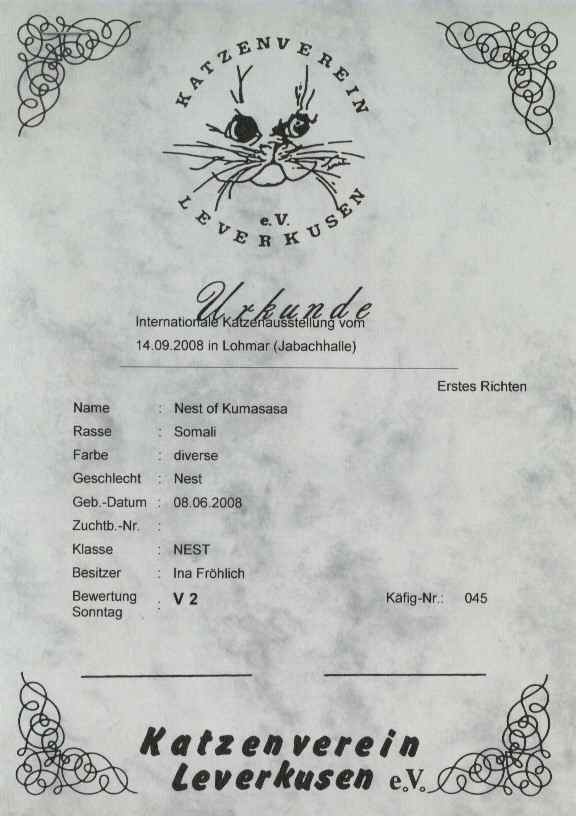 KATZENVEREIN
e.V.
LEVERKUSEN
Urkunde
Internationale Katzenausstellung vom
14.09.2008 in Lohmar (Jabachhalle)
Erstes Richten
Name : Nest of Kumasasa
Rasse : Somali
Farbe : diverse
Geschlecht : Nest
Geb.-Datum : 08.06.2008
Zuchtb.-Nr. :
Klasse : NEST
Besitzer : Ina Fröhlich
Bewertung : V 2 Käfig-Nr.: 045
Sonntag
Katzenverein
Leverkusen e.V.